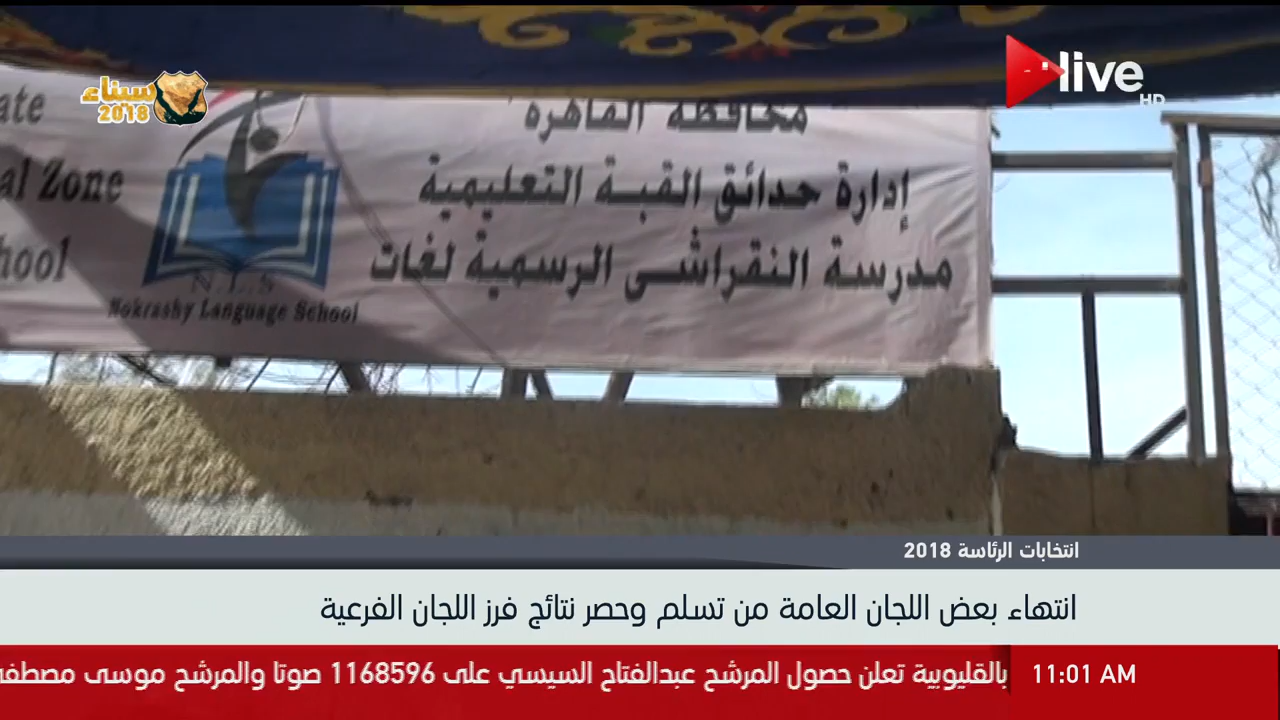 live
HD
سيناء
2018
محافظة القاهرة
إدارة حدائق القبة التعليمية
مدرسة النقراشى الرسمية لغات
al Zone
N.L.S
Nokrashy Language School
انتخابات الرئاسة 2018
انتهاء بعض اللجان العامة من تسلم وحصر نتائج فرز اللجان الفرعية
بالقليوبية تعلن حصول المرشح عبدالفتاح السيسي على 1168596 صوتا والمرشح موسى مصطفى
11:01 AM